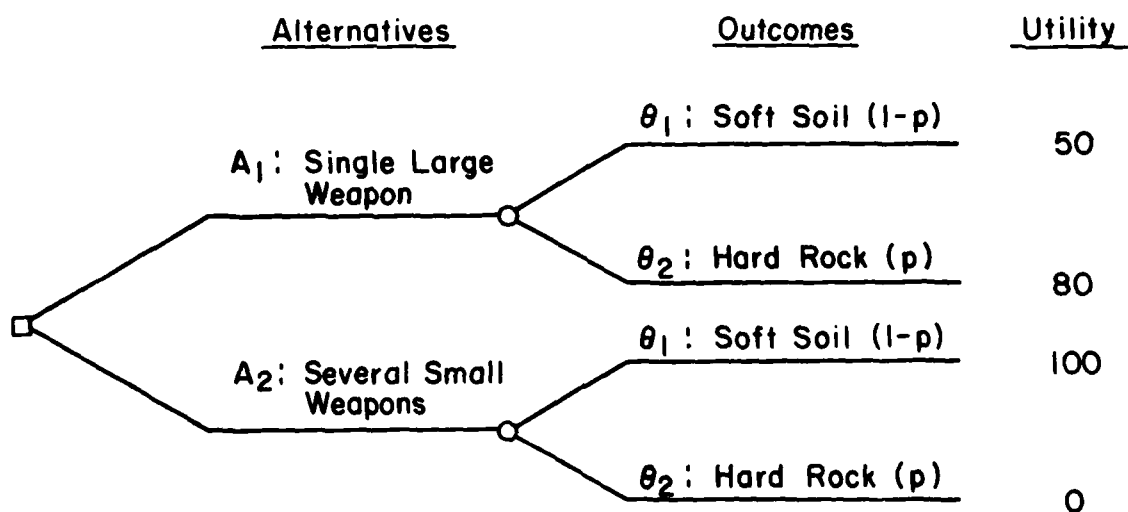 Alternatives Outcomes Utility
θ₁: Soft Soil (1-p) 50
A₁: Single Large
Weapon
θ₂: Hard Rock (p) 80
θ₁: Soft Soil (1-p) 100
A₂: Several Small
Weapons
θ₂: Hard Rock (p) 0